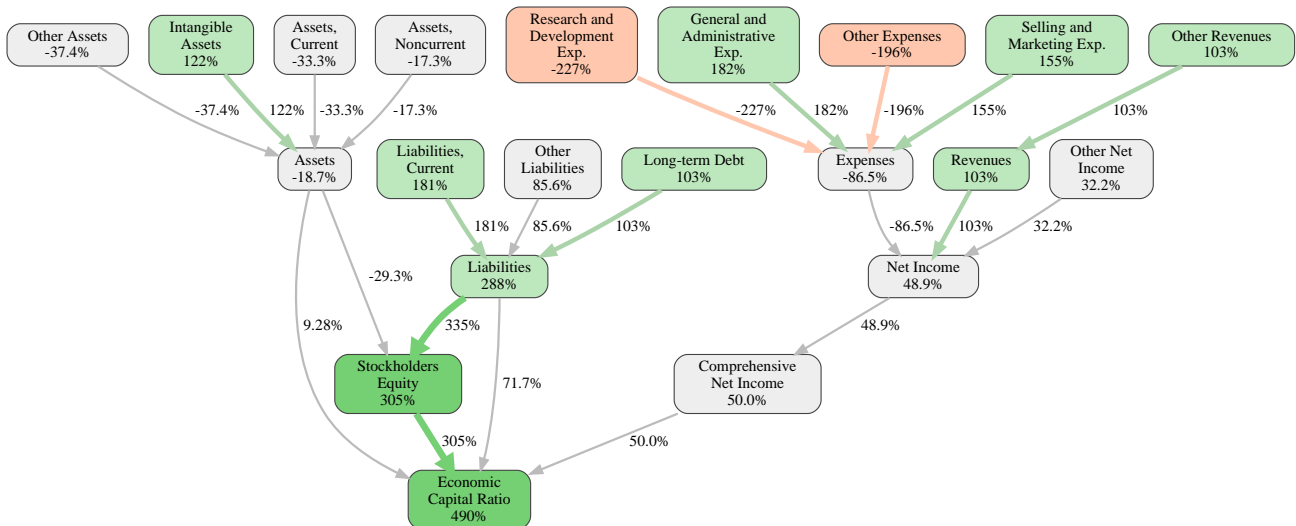 Other Assets
-37.4%
Intangible
Assets
122%
Assets,
Current
-33.3%
Assets,
Noncurrent
-17.3%
Research and
Development
Exp.
-227%
General and
Administrative
Exp.
182%
Other Expenses
-196%
Selling and
Marketing Exp.
155%
Other Revenues
103%
-37.4%
122%
-33.3%
-17.3%
-227%
182%
-196%
155%
103%
Assets
-18.7%
Liabilities,
Current
181%
Other
Liabilities
85.6%
Long-term Debt
103%
Expenses
-86.5%
Revenues
103%
Other Net
Income
32.2%
181%
85.6%
103%
-86.5%
103%
32.2%
-29.3%
Liabilities
288%
Net Income
48.9%
9.28%
335%
48.9%
Stockholders
Equity
305%
71.7%
Comprehensive
Net Income
50.0%
305%
50.0%
Economic
Capital Ratio
490%